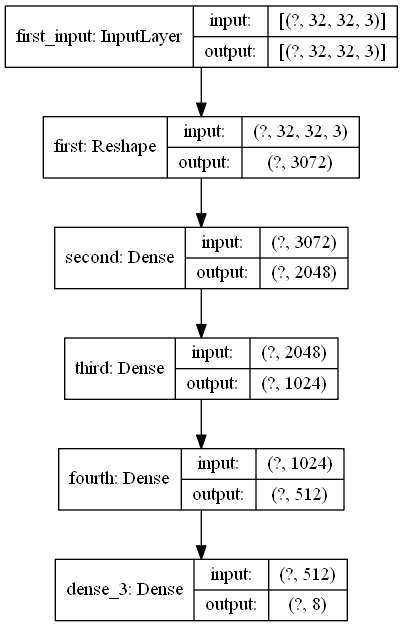 first_input: InputLayer
input:
[(?, 32, 32, 3)]
output:
[(?, 32, 32, 3)]
first: Reshape
input:
(?, 32, 32, 3)
output:
(?, 3072)
second: Dense
input:
(?, 3072)
output:
(?, 2048)
third: Dense
input:
(?, 2048)
output:
(?, 1024)
fourth: Dense
input:
(?, 1024)
output:
(?, 512)
dense_3: Dense
input:
(?, 512)
output:
(?, 8)